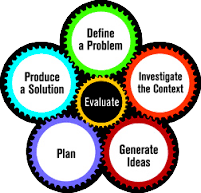 Define
a Problem
Produce
a Solution
Investigate
the Context
Evaluate
Plan
Generate
Ideas